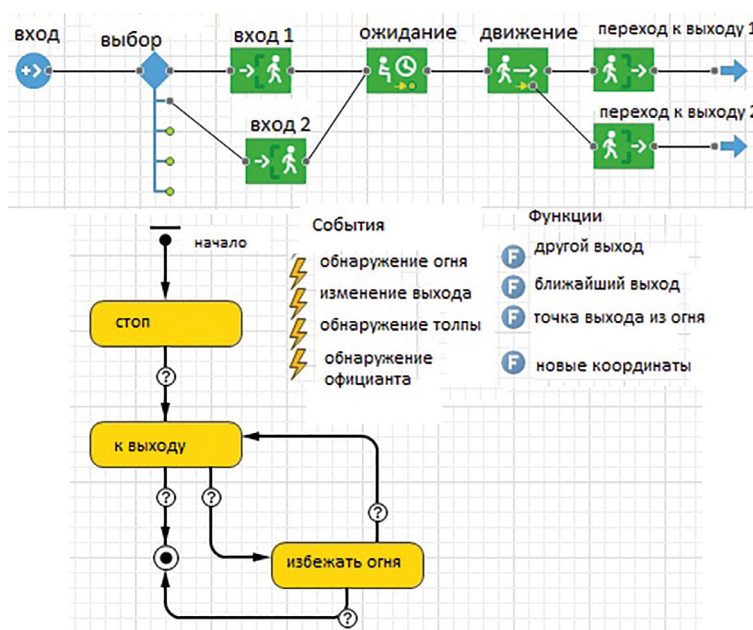 вход
выбор
вход 1
ожидание
движение
переход к выходу 1
вход 2
переход к выходу 2
начало
стоп
?
к выходу
?
?
?
избежать огня
?
События
обнаружение огня
изменение выхода
обнаружение толпы
обнаружение
официанта
Функции
F другой выход
F ближайший выход
F точка выхода из огня
F новые координаты